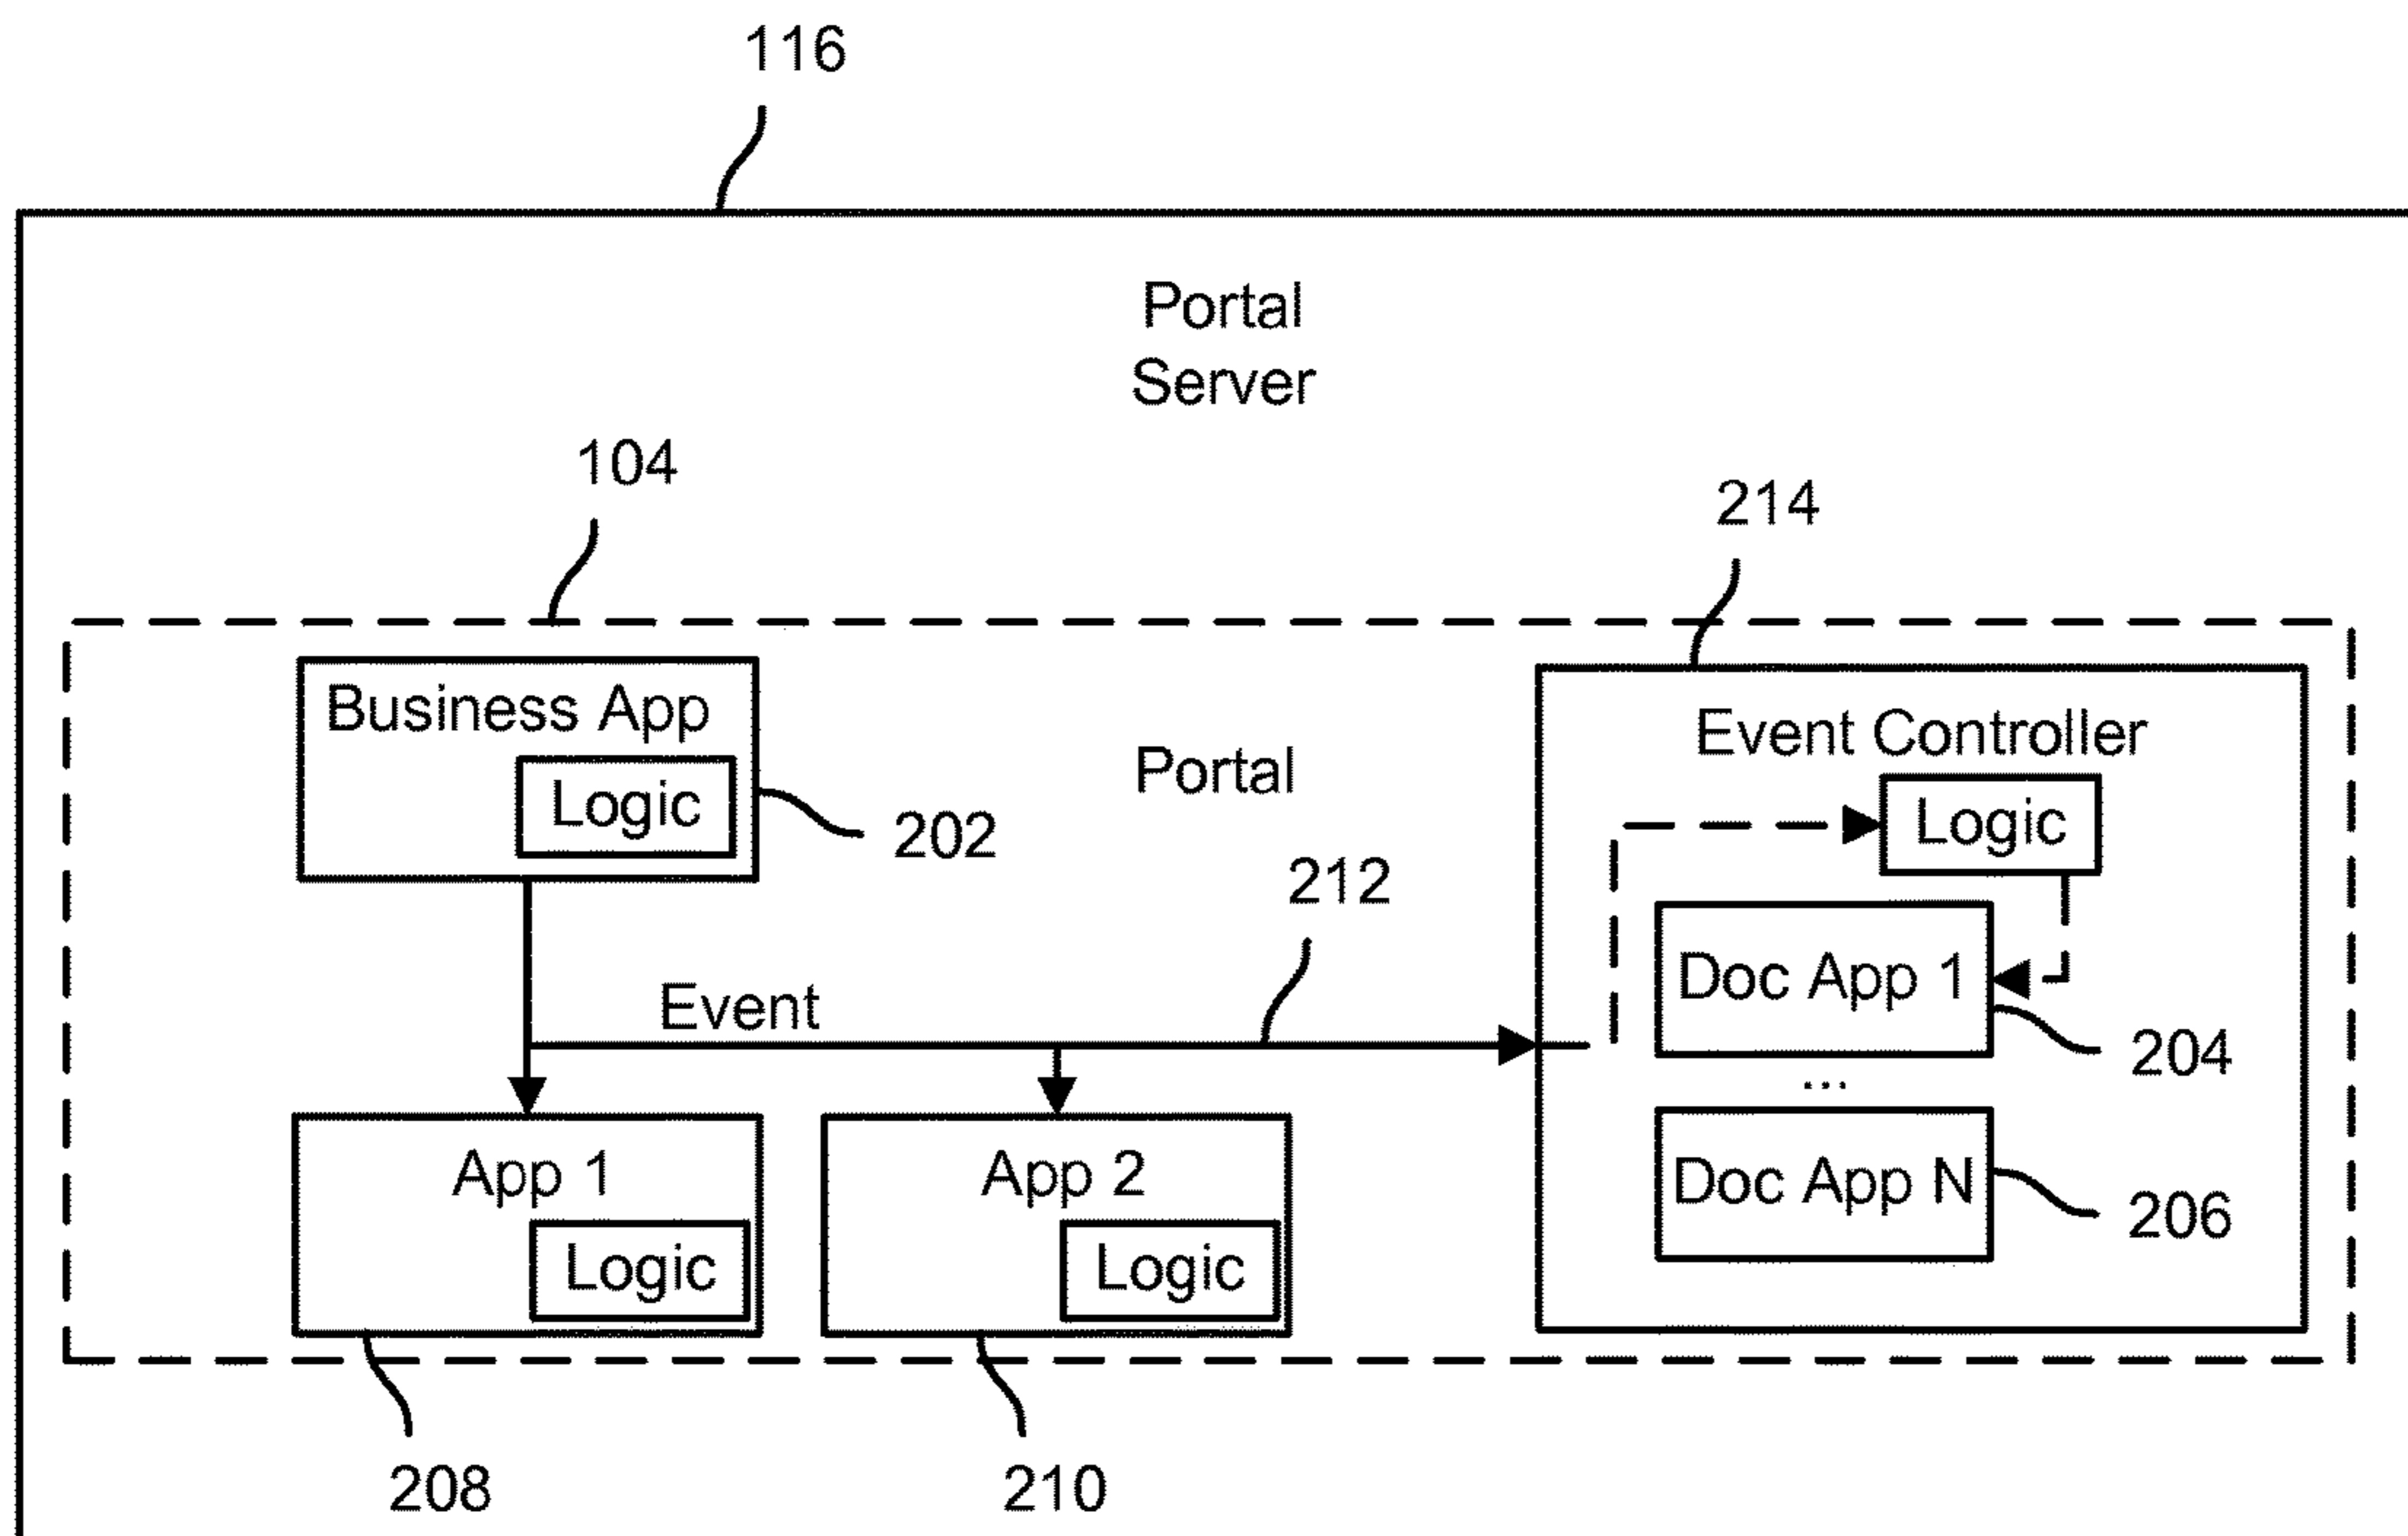 116
Portal
Server
104
214
Business App
Logic
202
Portal
Event Controller
Logic
212
Doc App 1
Event
204
...
Doc App N
206
App 1
Logic
App 2
Logic
208
210